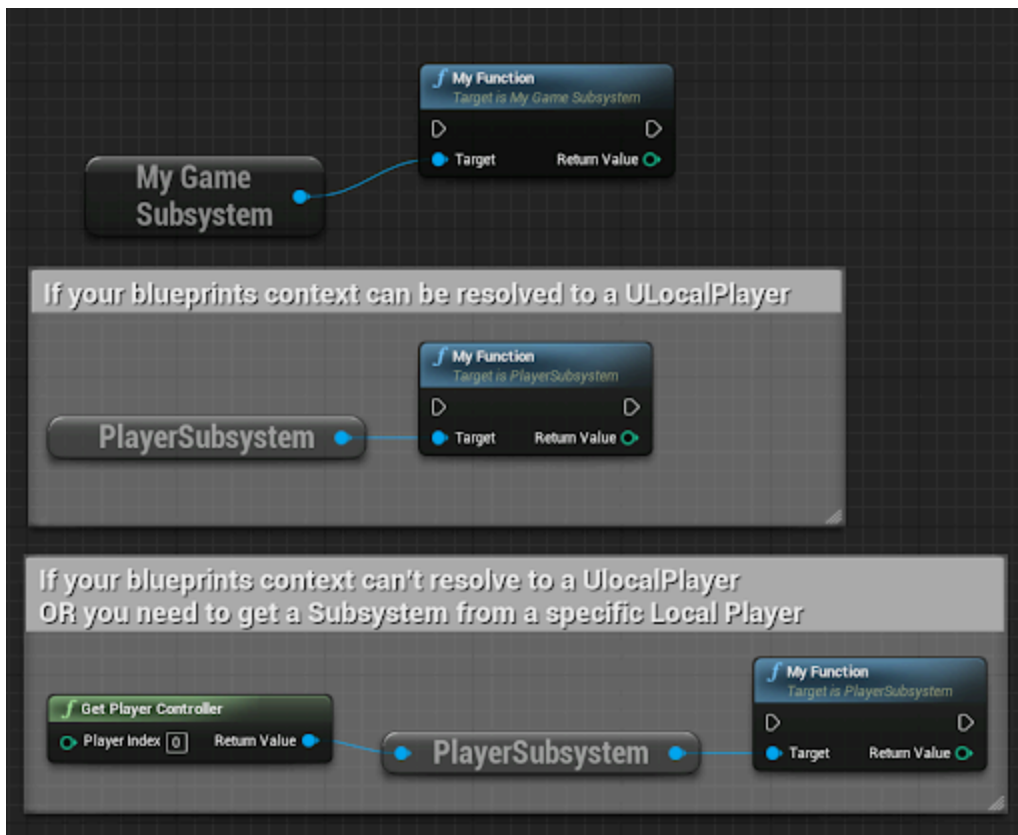 My Function
Target is My Game Subsystem
Target Return Value
My Game
Subsystem
If your blueprints context can be resolved to a ULocalPlayer
My Function
Target is PlayerSubsystem
PlayerSubsystem
Target Return Value
If your blueprints context can't resolve to a UlocalPlayer
OR you need to get a Subsystem from a specific Local Player
My Function
Target is PlayerSubsystem
Get Player Controller
Player Index 0 Return Value
PlayerSubsystem
Target Return Value